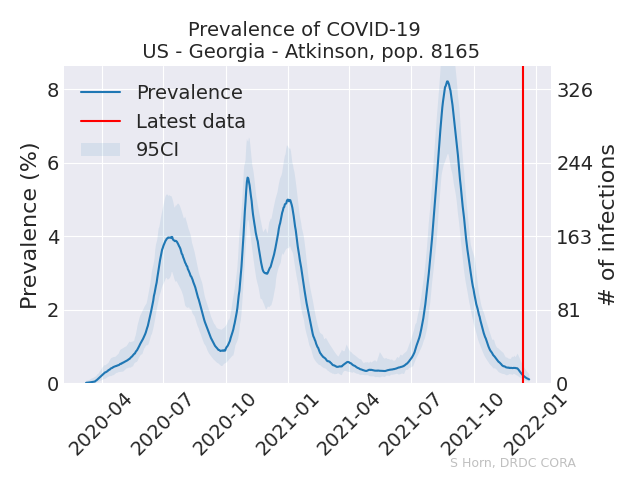 Prevalence of COVID-19
US - Georgia - Atkinson, pop. 8165
Prevalence
Latest data
95CI
Prevalence (%)
8
6
4
2
0
326
244
163
81
0
# of infections
2020-04
2020-07
2020-10
2021-01
2021-04
2021-07
2021-10
2022-01
S Horn, DRDC CORA